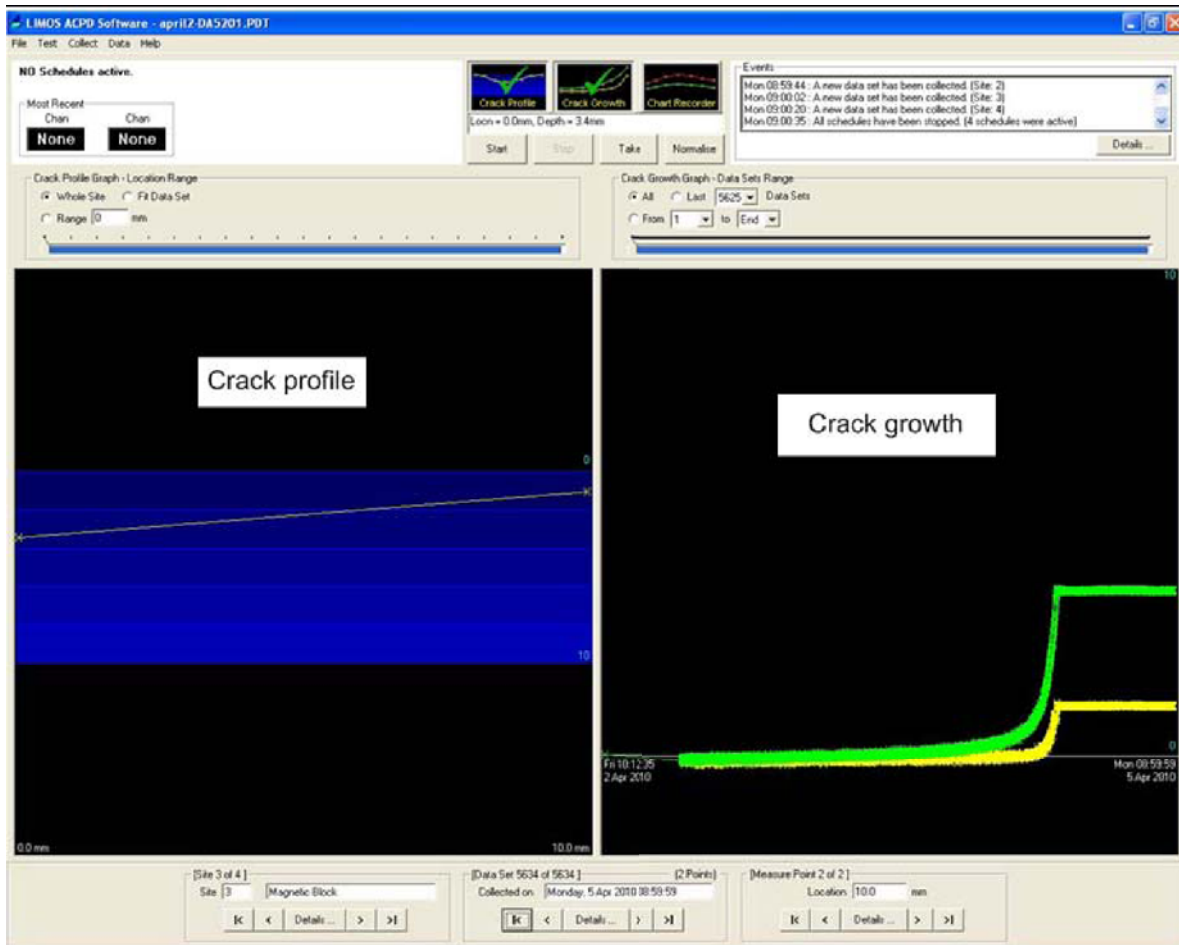 LIMOS ACPD Software - april2-DA5201.PDT
File Test Collect Data Help
NO Schedules active.
Most Recent
Chan Chan
None None
Crack Profile Crack Growth Chart Recorder
Locn = 0.0mm, Depth = 3.4mm
Start Stop Take Normalise
Events
Mon 08:59:44 : A new data set has been collected. (Site: 2)
Mon 09:00:02 : A new data set has been collected. (Site: 3)
Mon 09:00:20 : A new data set has been collected. (Site: 4)
Mon 09:00:35 : All schedules have been stopped. (4 schedules were active)
Details ...
Crack Profile Graph - Location Range
Whole Site Fit Data Set
Range 0 mm
Crack Growth Graph - Data Sets Range
All Last 5625 Data Sets
From 1 to End
Crack profile
0
10
0.0 mm 10.0 mm
10
Crack growth
0
Fri 18:12:35
2 Apr 2010
Mon 08:59:59
5 Apr 2010
[Site 3 of 4]
Site 3 Magnetic Block
|< < Details ... > >|
[Data Set 5634 of 5634] (2 Points)
Collected on Monday, 5 Apr 2010 08:59:59
|< < Details ... > >|
[Measure Point 2 of 2]
Location 10.0 mm
|< < Details ... > >|